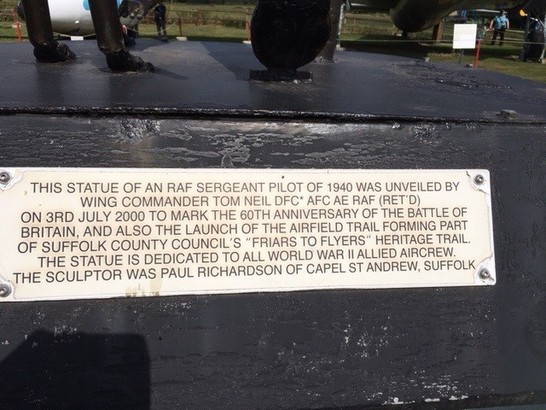 THIS STATUE OF AN RAF SERGEANT PILOT OF 1940 WAS UNVEILED BY
WING COMMANDER TOM NEIL DFC* AFC AE RAF (RET'D)
ON 3RD JULY 2000 TO MARK THE 60TH ANNIVERSARY OF THE BATTLE OF
BRITAIN, AND ALSO THE LAUNCH OF THE AIRFIELD TRAIL FORMING PART
OF SUFFOLK COUNTY COUNCIL'S "FRIARS TO FLYERS" HERITAGE TRAIL.
THE STATUE IS DEDICATED TO ALL WORLD WAR II ALLIED AIRCREW.
THE SCULPTOR WAS PAUL RICHARDSON OF CAPEL ST ANDREW, SUFFOLK